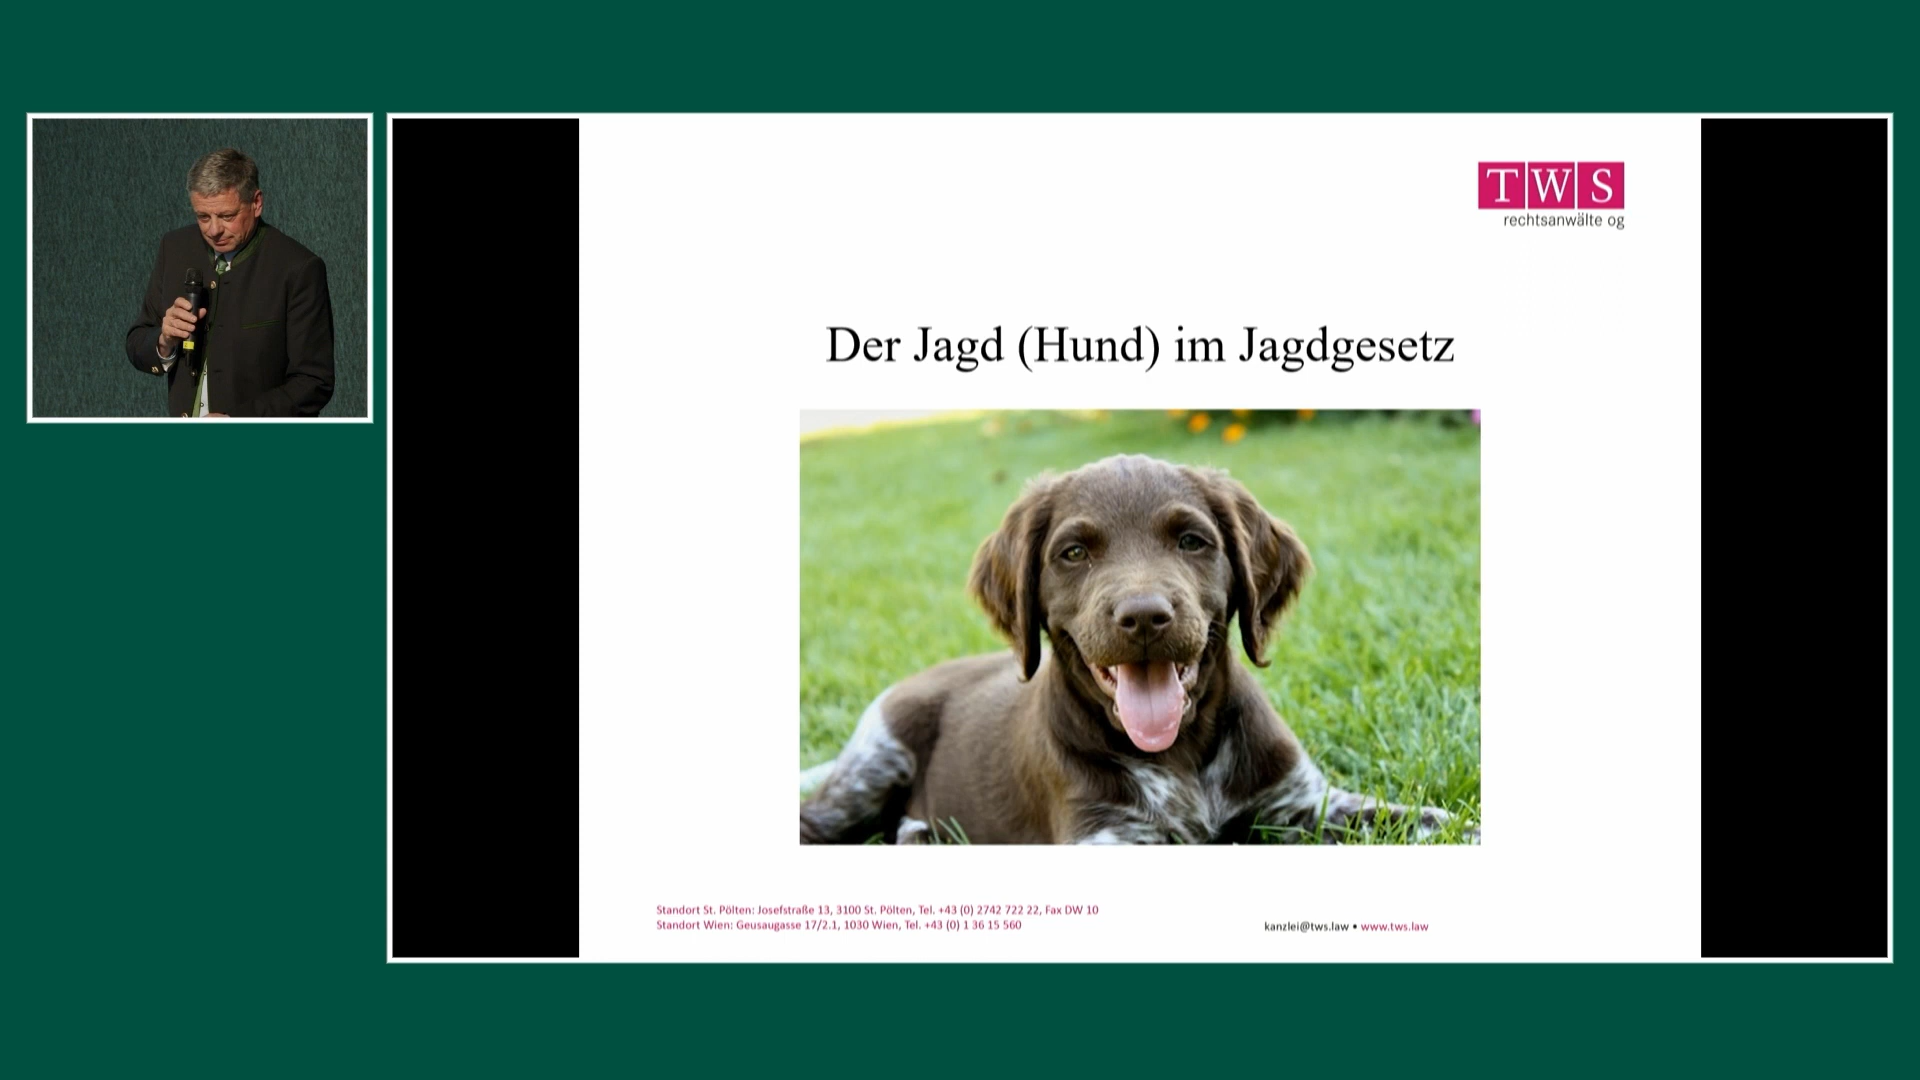 TWS
rechtsanwälte og
Der Jagd (Hund) im Jagdgesetz
Standort St. Pölten: Josefstraße 13, 3100 St. Pölten, Tel. +43 (0) 2742 722 22, Fax DW 10
Standort Wien: Geusaugasse 17/2.1, 1030 Wien, Tel. +43 (0) 1 36 15 560
kanzlei@tws.law • www.tws.law